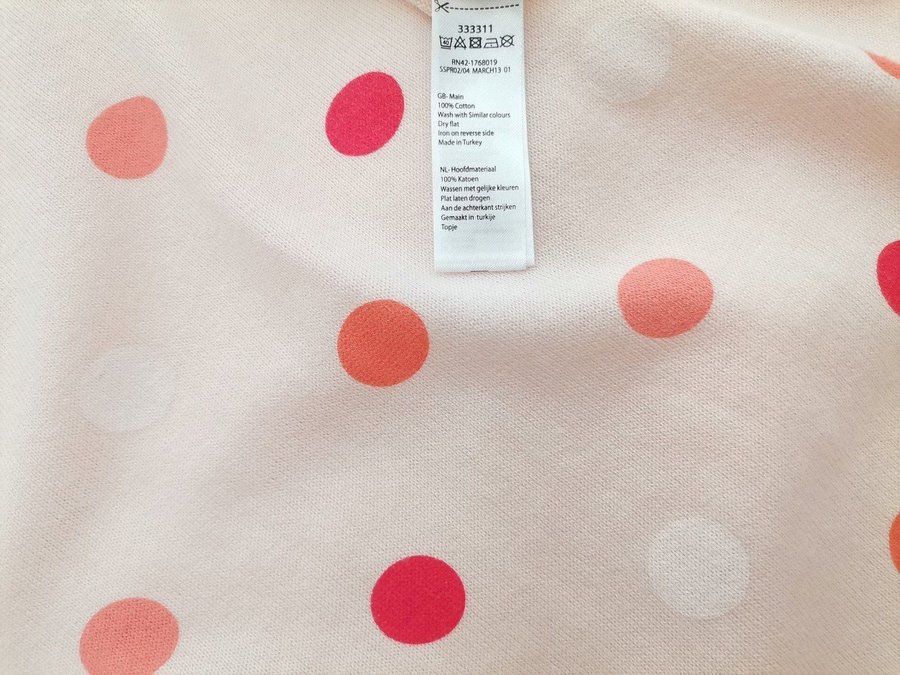 333311
40
RN42-1768019
SSPR02/04 MARCH13 01
GB- Main
100% Cotton
Wash with Similar colours
Dry flat
Iron on reverse side
Made in Turkey
NL- Hoofdmateriaal
100% Katoen
Wassen met gelijke kleuren
Plat laten drogen
Aan de achterkant strijken
Gemaakt in turkije
Topje